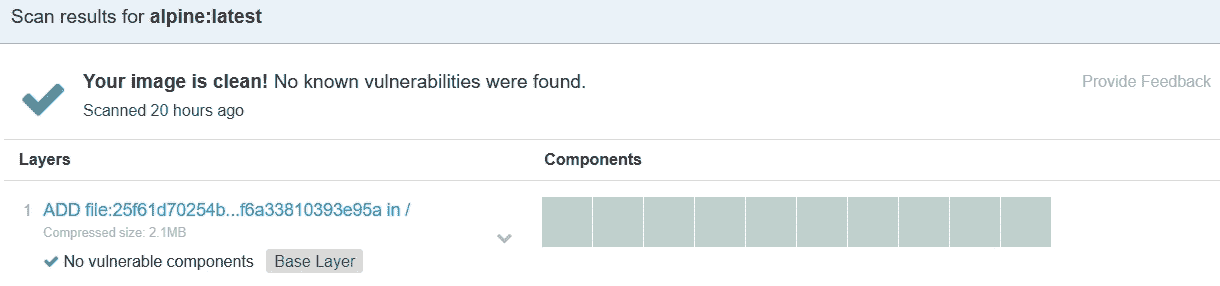 Scan results for alpine:latest
Your image is clean! No known vulnerabilities were found.
Provide Feedback
Scanned 20 hours ago
Layers
Components
1 ADD file:25f61d70254b...f6a33810393e95a in /
Compressed size: 2.1MB
No vulnerable components
Base Layer